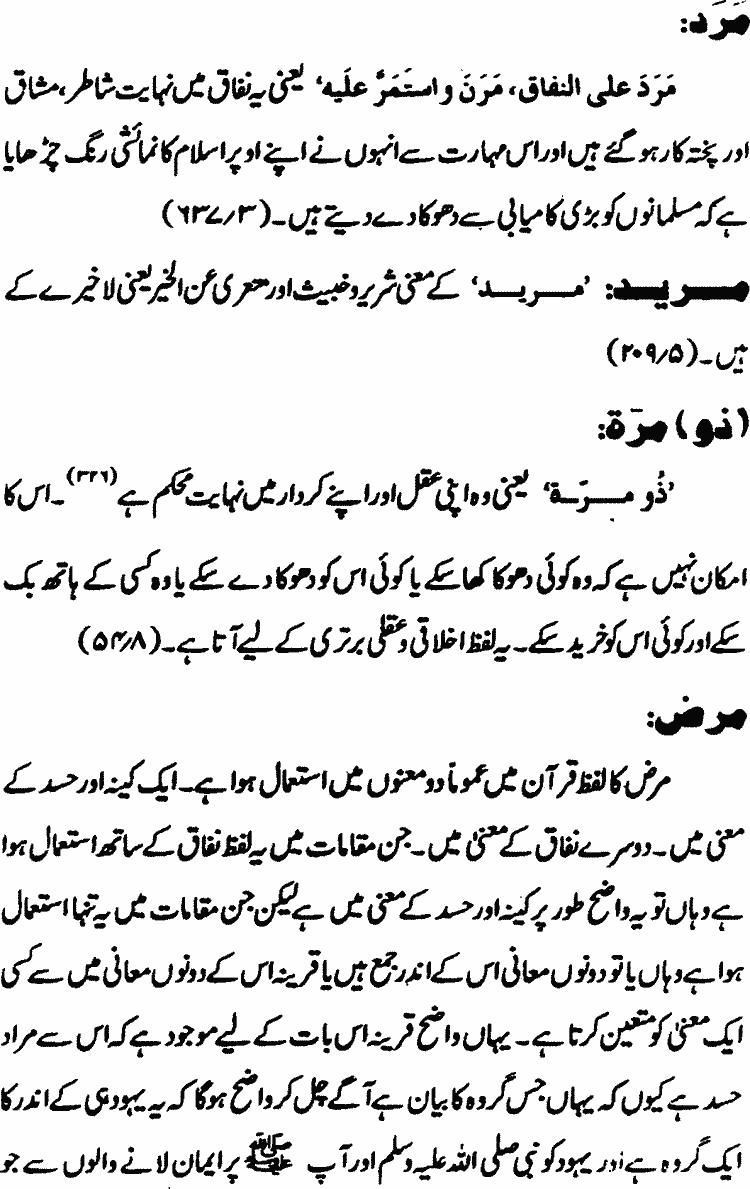 مَرَد:
مَرَدَ علی النفاق، مَرَنَ و استَمَرَّ علَیه‘ یعنی یہ نفاق میں نہایت شاطر، مشاق
اور پختہ کار ہو گئے ہیں اور اس مہارت سے انہوں نے اپنے اوپر اسلام کا نمائشی رنگ چڑھایا
ہے کہ مسلمانوں کو بڑی کامیابی سے دھوکا دے دیتے ہیں۔ (۶۳۷/۳)
مرید: ’مرید‘ کے معنی شریر و خبیث اور متعری عن الخیر یعنی لاخیرے کے
ہیں۔ (۲۰۹/۵)
(ذو) مرّة:
’ذُو مرّة‘ یعنی وہ اپنی عقل اور اپنے کردار میں نہایت محکم ہے(۳۲۶)۔ اس کا
امکان نہیں ہے کہ وہ کوئی دھوکا کھا سکے یا کوئی اس کو دھوکا دے سکے یا وہ کسی کے ہاتھ بک
سکے اور کوئی اس کو خرید سکے۔ یہ لفظ اخلاقی و عقلی برتری کے لیے آتا ہے۔ (۵۴/۸)
مرض:
مرض کا لفظ قرآن میں عموماً دو معنوں میں استعمال ہوا ہے۔ ایک کینہ اور حسد کے
معنی میں۔ دوسرے نفاق کے معنیٰ میں۔ جن مقامات میں یہ لفظ نفاق کے ساتھ استعمال ہوا
ہے وہاں تو یہ واضح طور پر کینہ اور حسد کے معنی میں ہے لیکن جن مقامات میں یہ تنہا استعمال
ہوا ہے وہاں یا تو دونوں معانی اس کے اندر جمع ہیں یا قرینہ اس کے دونوں معانی میں سے کسی
ایک معنیٰ کو متعین کرتا ہے۔ یہاں واضح قرینہ اس بات کے لیے موجود ہے کہ اس سے مراد
حسد ہے کیوں کہ یہاں جس گروہ کا بیان ہے آگے چل کر واضح ہوگا کہ یہ یہود ہی کے اندر کا
ایک گروہ ہے اور یہود کو نبی صلی اللہ علیہ وسلم اور آپ ﷺ پر ایمان لانے والوں سے جو